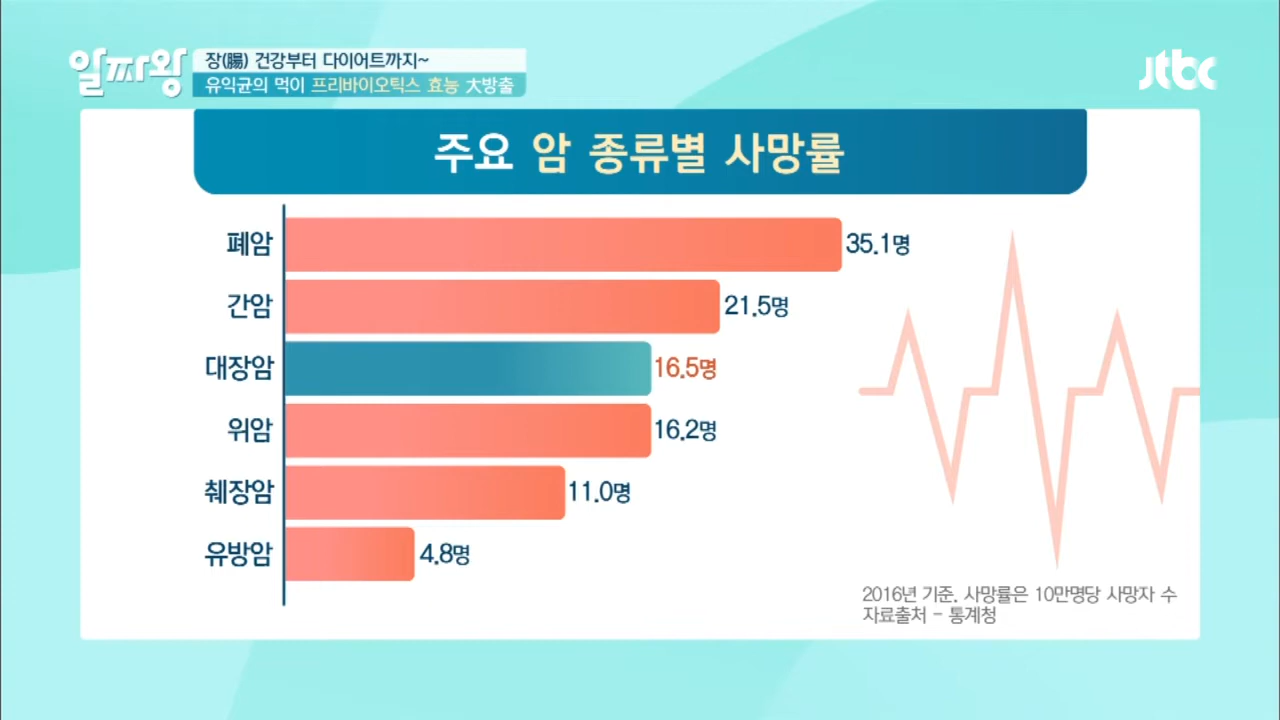 알짜왕
장(腸) 건강부터 다이어트까지~
유익균의 먹이 프리바이오틱스 효능 大방출
jtbc
주요 암 종류별 사망률
폐암 35.1명
간암 21.5명
대장암 16.5명
위암 16.2명
췌장암 11.0명
유방암 4.8명
2016년 기준. 사망률은 10만명당 사망자 수
자료출처 - 통계청